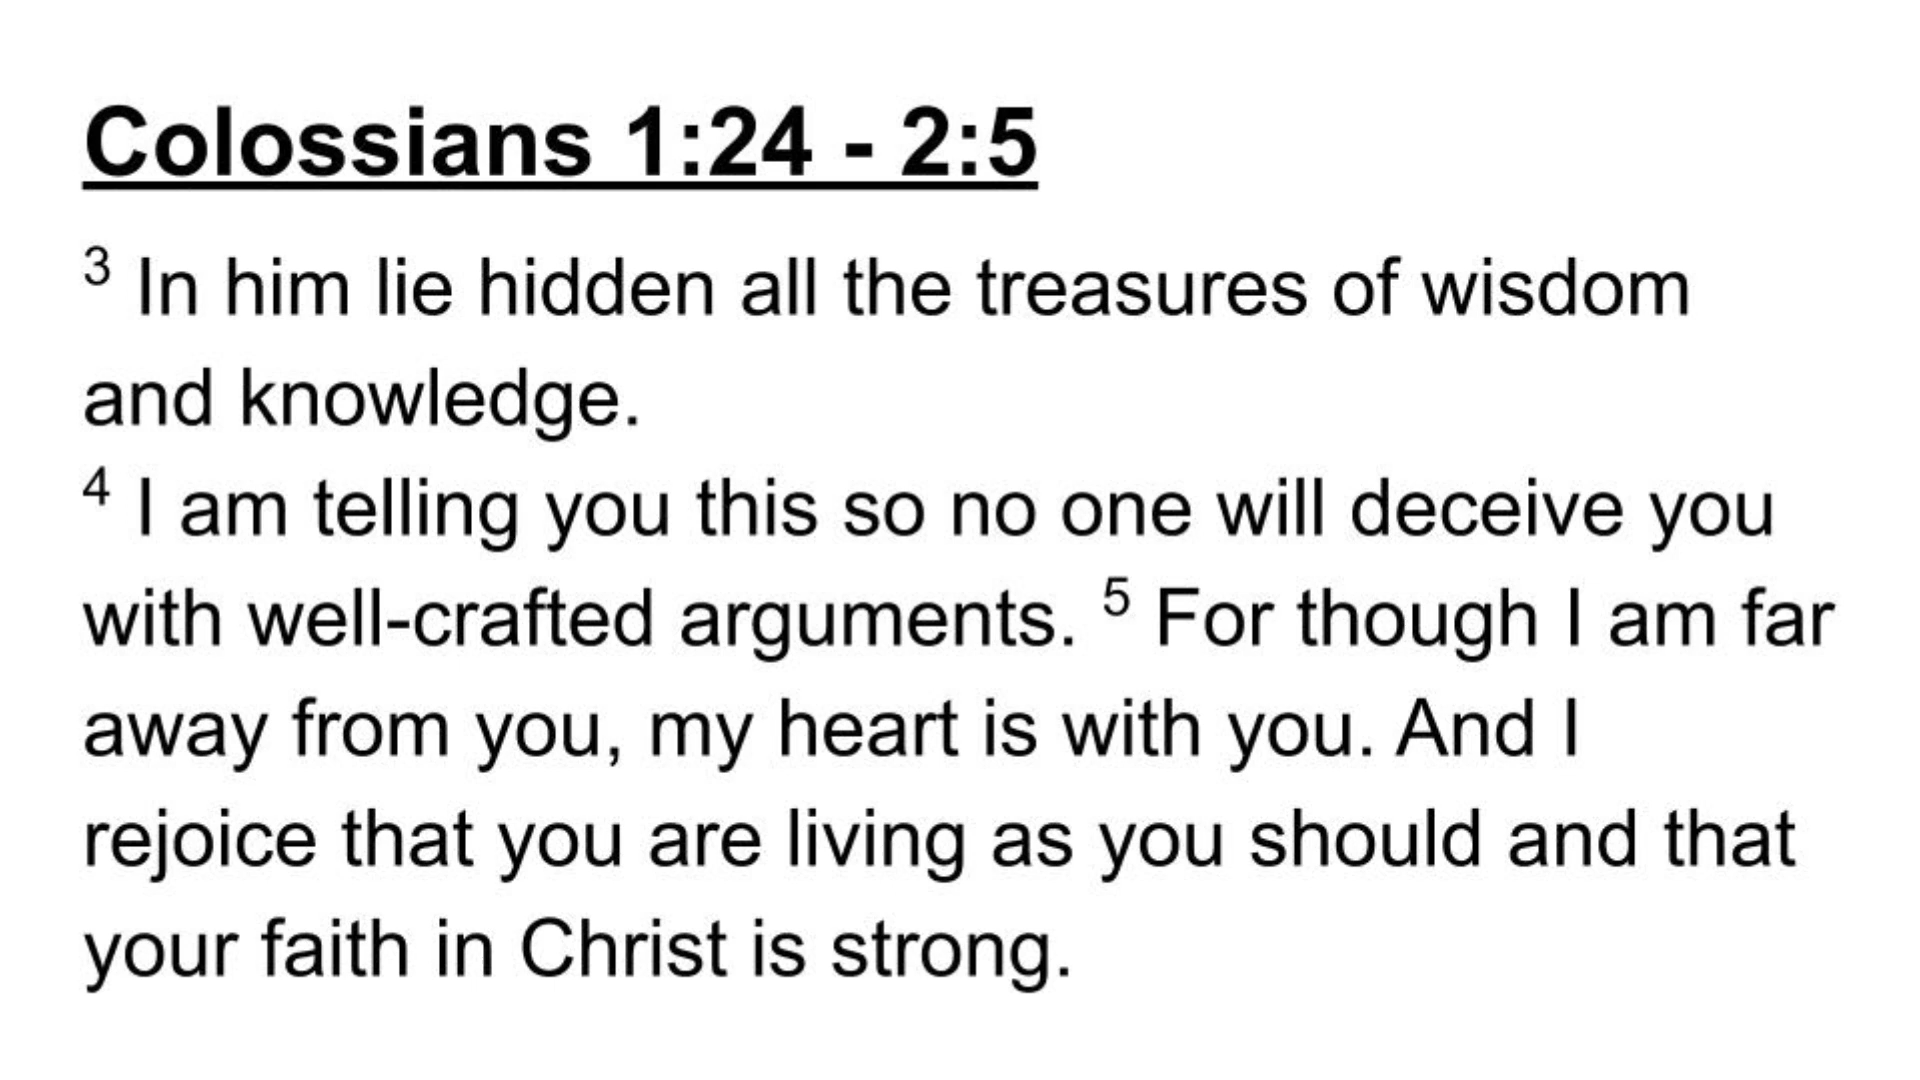 Colossians 1:24 - 2:5
³ In him lie hidden all the treasures of wisdom
and knowledge.
⁴ I am telling you this so no one will deceive you
with well-crafted arguments. ⁵ For though I am far
away from you, my heart is with you. And I
rejoice that you are living as you should and that
your faith in Christ is strong.